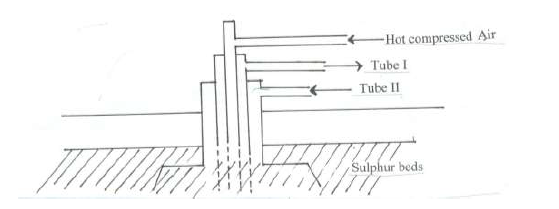 Hot compressed Air
Tube I
Tube II
Sulphur beds